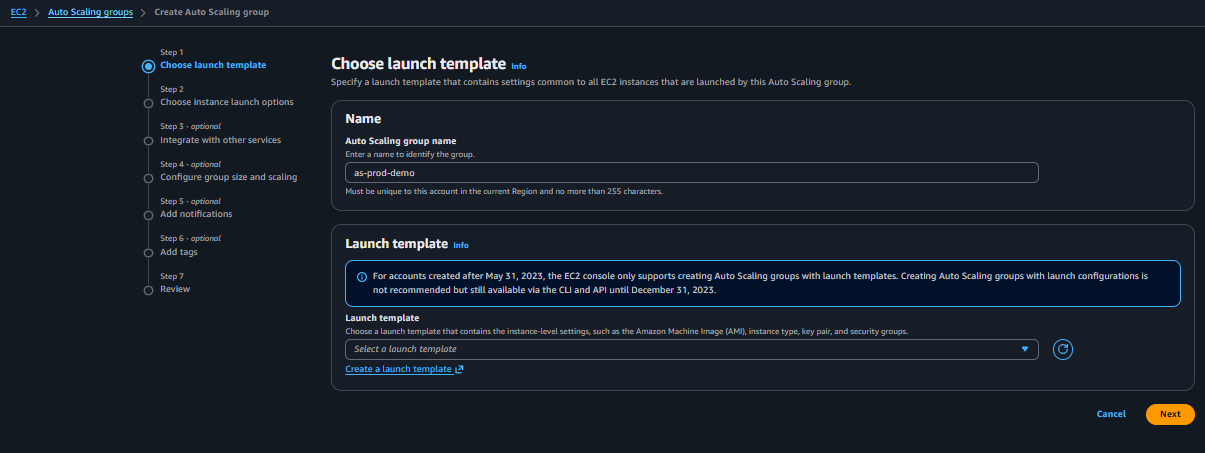 EC2 > Auto Scaling groups > Create Auto Scaling group
Step 1
Choose launch template
Step 2
Choose instance launch options
Step 3 - optional
Integrate with other services
Step 4 - optional
Configure group size and scaling
Step 5 - optional
Add notifications
Step 6 - optional
Add tags
Step 7
Review
Choose launch template Info
Specify a launch template that contains settings common to all EC2 instances that are launched by this Auto Scaling group.
Name
Auto Scaling group name
Enter a name to identify the group.
as-prod-demo
Must be unique to this account in the current Region and no more than 255 characters.
Launch template Info
For accounts created after May 31, 2023, the EC2 console only supports creating Auto Scaling groups with launch templates. Creating Auto Scaling groups with launch configurations is
not recommended but still available via the CLI and API until December 31, 2023.
Launch template
Choose a launch template that contains the instance-level settings, such as the Amazon Machine Image (AMI), instance type, key pair, and security groups.
Select a launch template
Create a launch template
Cancel
Next